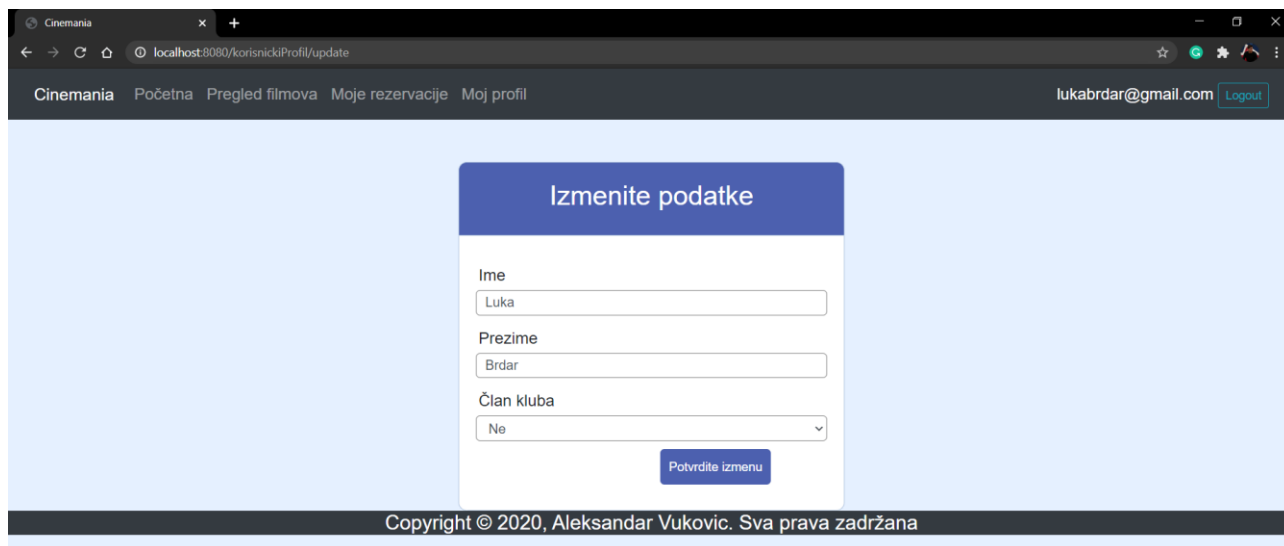 Cinemania
localhost:8080/korisnickiProfil/update
Cinemania Početna Pregled filmova Moje rezervacije Moj profil lukabrdar@gmail.com Logout
Izmenite podatke
Ime
Luka
Prezime
Brdar
Član kluba
Ne
Potvrdite izmenu
Copyright © 2020, Aleksandar Vukovic. Sva prava zadržana